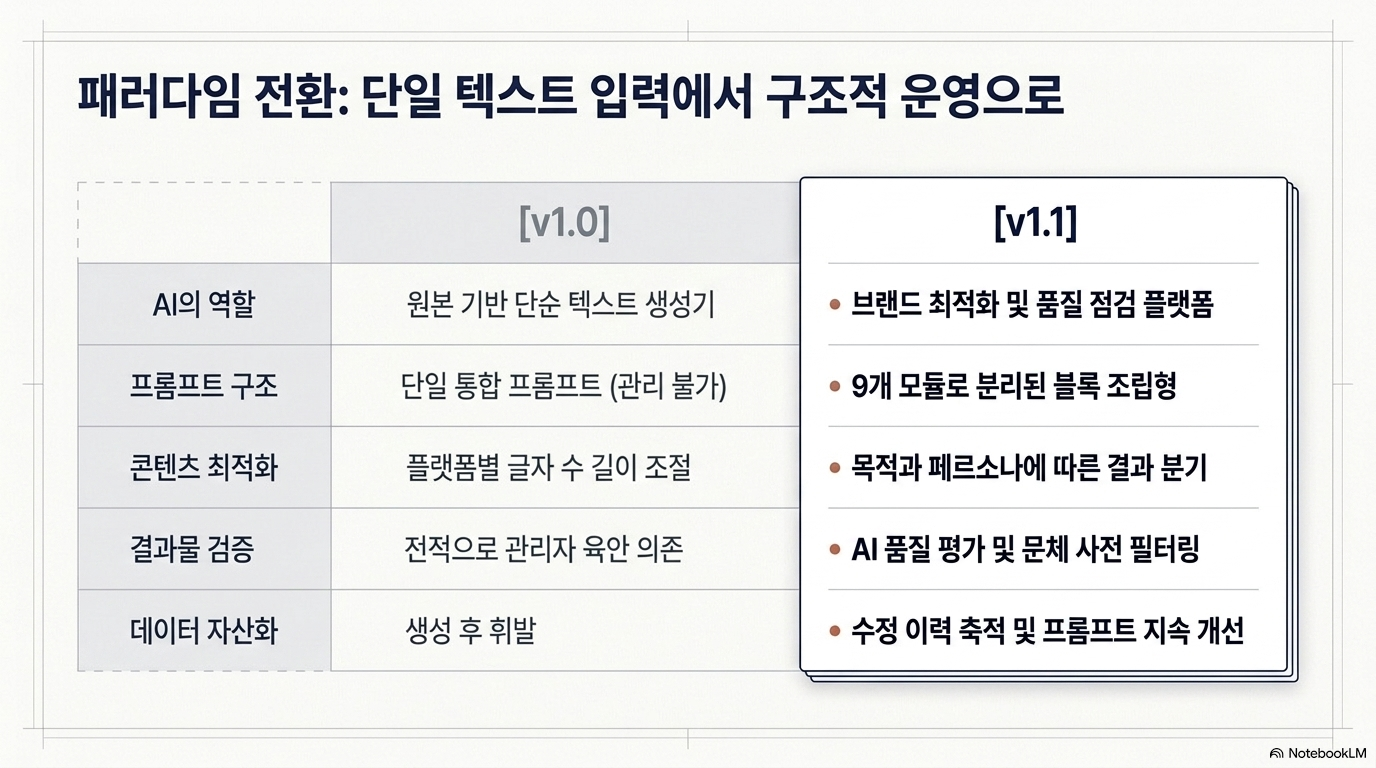 패러다임 전환: 단일 텍스트 입력에서 구조적 운영으로
[v1.0]
[v1.1]
AI의 역할
원본 기반 단순 텍스트 생성기
브랜드 최적화 및 품질 점검 플랫폼
프롬프트 구조
단일 통합 프롬프트 (관리 불가)
9개 모듈로 분리된 블록 조립형
콘텐츠 최적화
플랫폼별 글자 수 길이 조절
목적과 페르소나에 따른 결과 분기
결과물 검증
전적으로 관리자 육안 의존
AI 품질 평가 및 문체 사전 필터링
데이터 자산화
생성 후 휘발
수정 이력 축적 및 프롬프트 지속 개선
NotebookLM